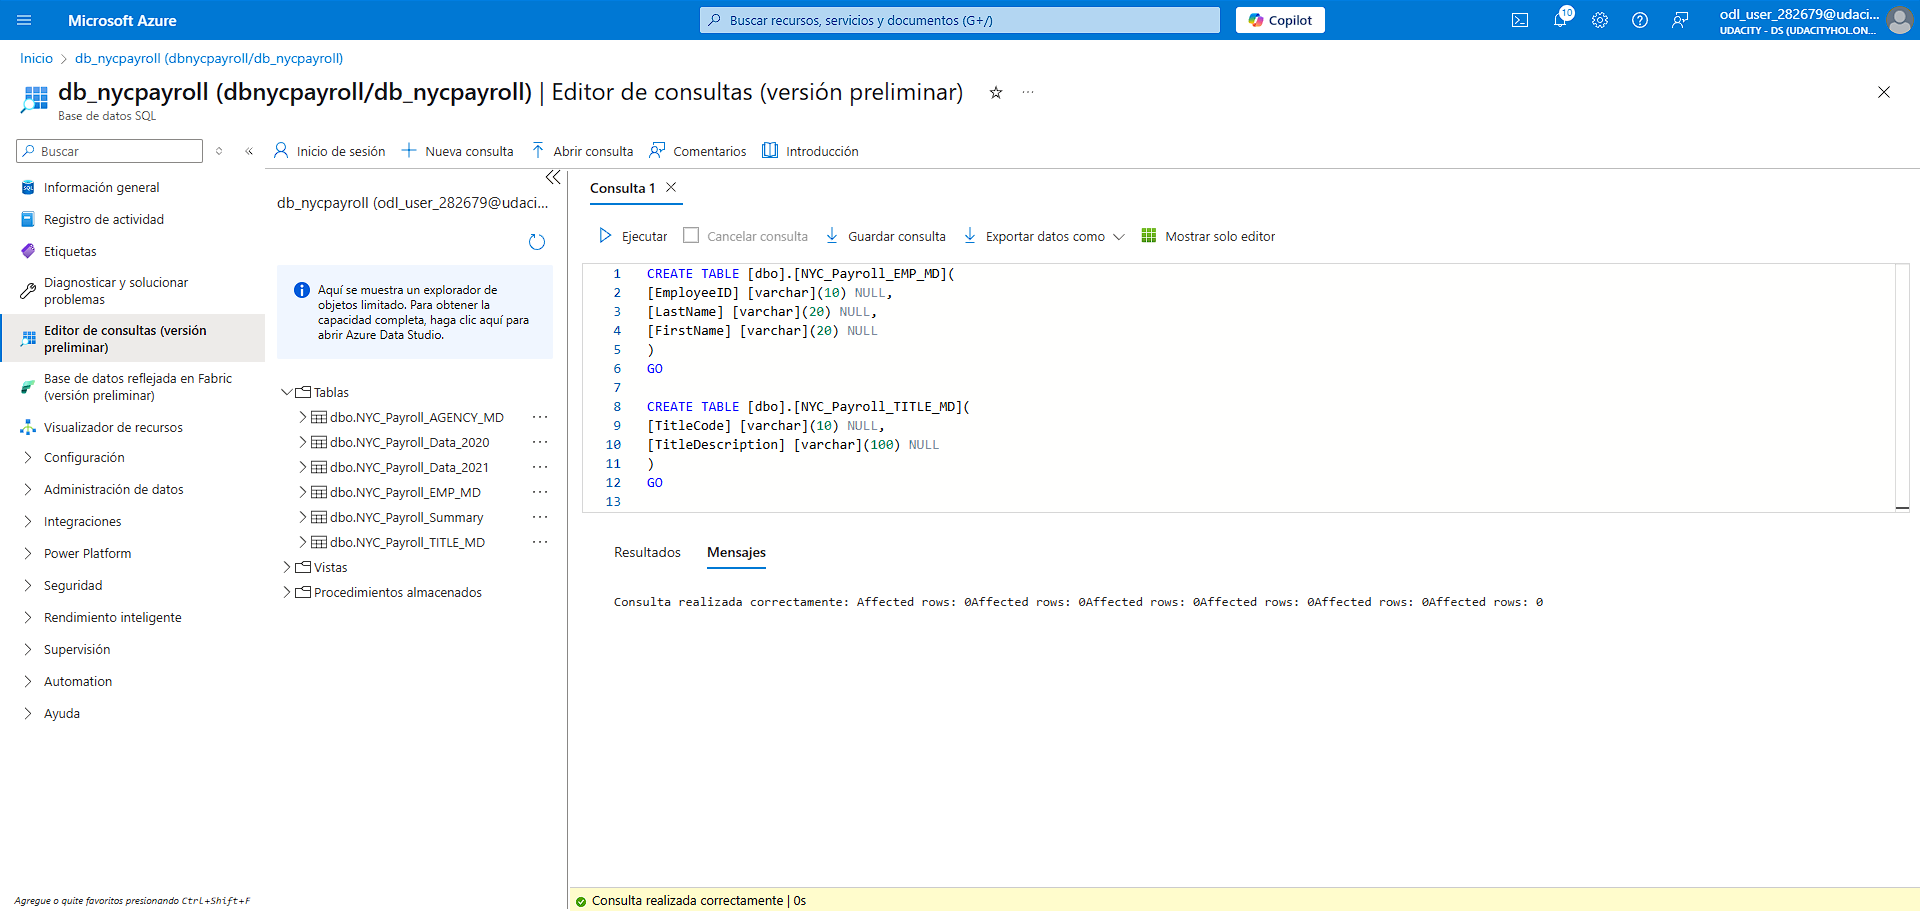 Microsoft Azure
Buscar recursos, servicios y documentos (G+/)
Copilot
10
odl_user_282679@udaci...
UDACITY - DS (UDACITYHOL.ON...
Inicio
db_nycpayroll (dbnycpayroll/db_nycpayroll)
db_nycpayroll (dbnycpayroll/db_nycpayroll) | Editor de consultas (versión preliminar)
Base de datos SQL
Buscar
Información general
Registro de actividad
Etiquetas
Diagnosticar y solucionar
problemas
Editor de consultas (versión
preliminar)
Base de datos reflejada en Fabric
(versión preliminar)
Visualizador de recursos
Configuración
Administración de datos
Integraciones
Power Platform
Seguridad
Rendimiento inteligente
Supervisión
Automation
Ayuda
Agregue o quite favoritos presionando Ctrl+Shift+F
Inicio de sesión
Nueva consulta
Abrir consulta
Comentarios
Introducción
db_nycpayroll (odl_user_282679@udaci...
Aquí se muestra un explorador de
objetos limitado. Para obtener la
capacidad completa, haga clic aquí para
abrir Azure Data Studio.
Tablas
dbo.NYC_Payroll_AGENCY_MD
dbo.NYC_Payroll_Data_2020
dbo.NYC_Payroll_Data_2021
dbo.NYC_Payroll_EMP_MD
dbo.NYC_Payroll_Summary
dbo.NYC_Payroll_TITLE_MD
Vistas
Procedimientos almacenados
Consulta 1
Ejecutar
Cancelar consulta
Guardar consulta
Exportar datos como
Mostrar solo editor
1 CREATE TABLE [dbo].[NYC_Payroll_EMP_MD](
2 [EmployeeID] [varchar](10) NULL,
3 [LastName] [varchar](20) NULL,
4 [FirstName] [varchar](20) NULL
5 )
6 GO
7
8 CREATE TABLE [dbo].[NYC_Payroll_TITLE_MD](
9 [TitleCode] [varchar](10) NULL,
10 [TitleDescription] [varchar](100) NULL
11 )
12 GO
13
Resultados
Mensajes
Consulta realizada correctamente: Affected rows: 0Affected rows: 0Affected rows: 0Affected rows: 0Affected rows: 0Affected rows: 0
Consulta realizada correctamente | 0s